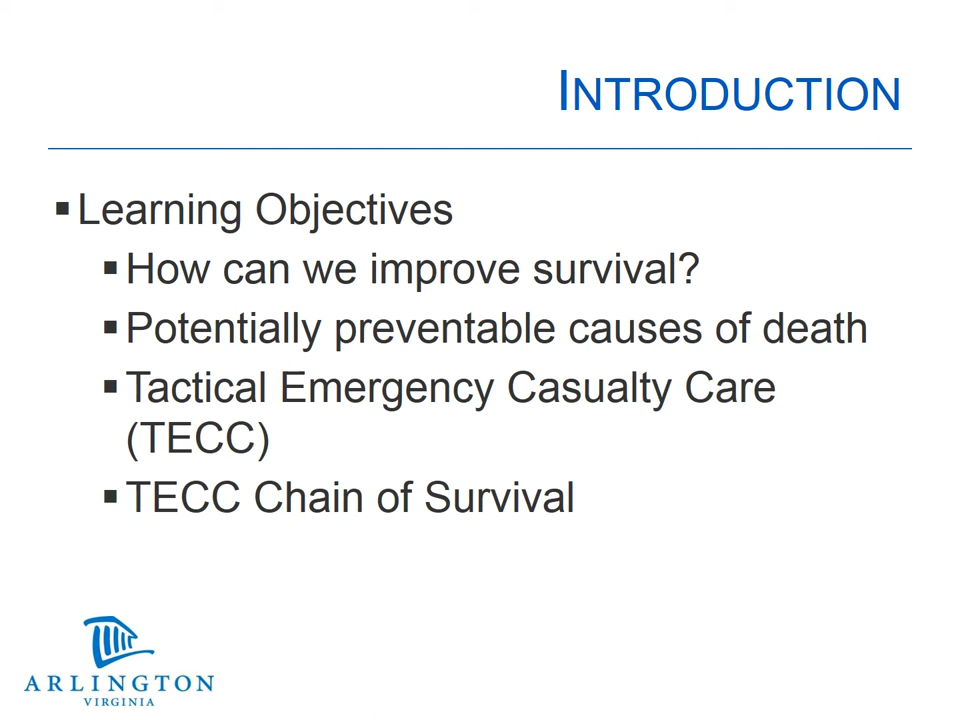 INTRODUCTION
▪ Learning Objectives
▪ How can we improve survival?
▪ Potentially preventable causes of death
▪ Tactical Emergency Casualty Care
(TECC)
▪ TECC Chain of Survival
ARLINGTON
VIRGINIA